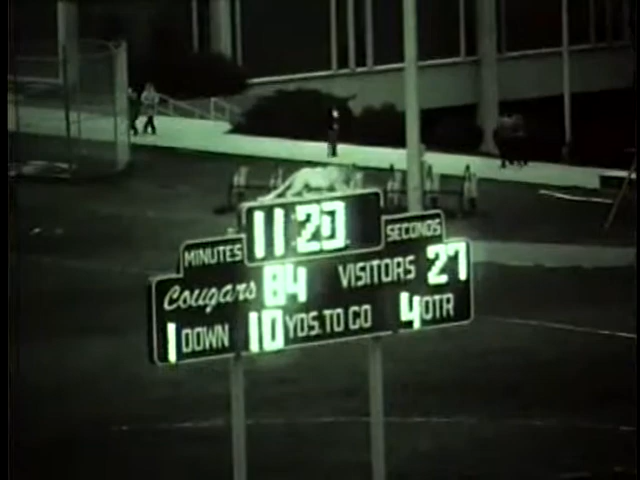 11:20
MINUTES SECONDS
Cougars 84 VISITORS 27
1 DOWN 10 YDS. TO GO 4 QTR